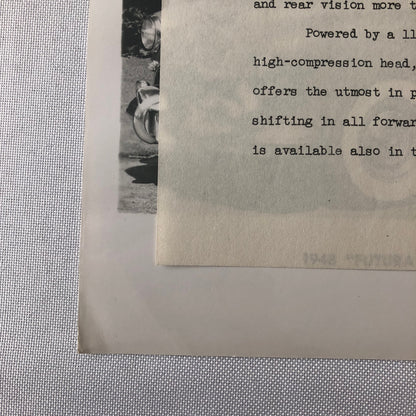 and rear vision more t
Powered by a 11
high-compression head,
offers the utmost in p
shifting in all forwar
is available also in t
1948 "FUTURA